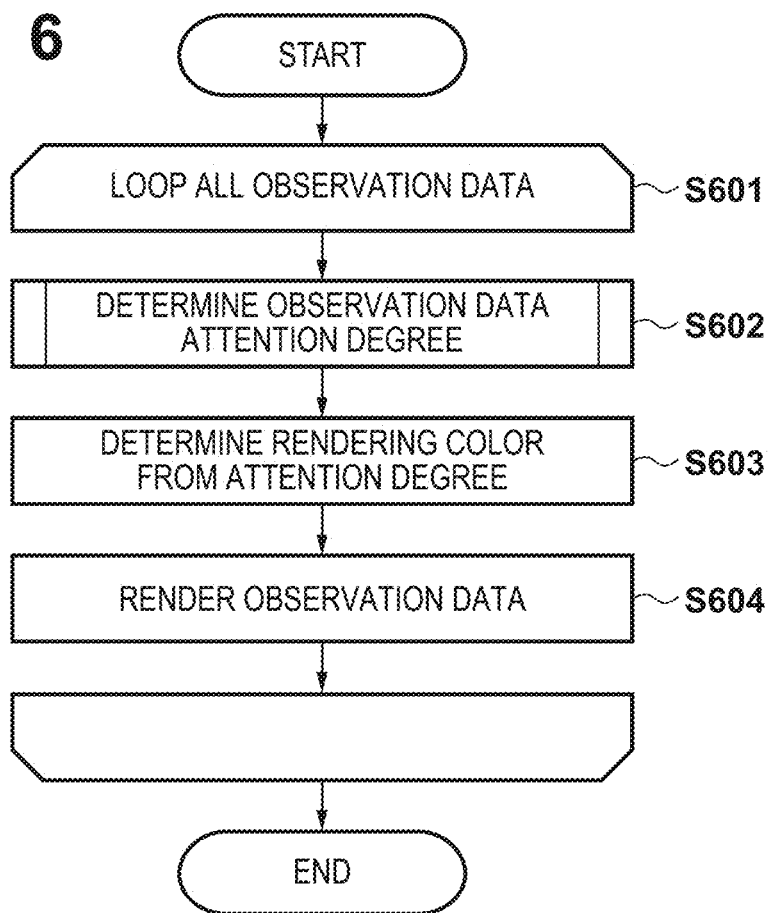 6
START
LOOP ALL OBSERVATION DATA
S601
DETERMINE OBSERVATION DATA
ATTENTION DEGREE
S602
DETERMINE RENDERING COLOR
FROM ATTENTION DEGREE
S603
RENDER OBSERVATION DATA
S604
END